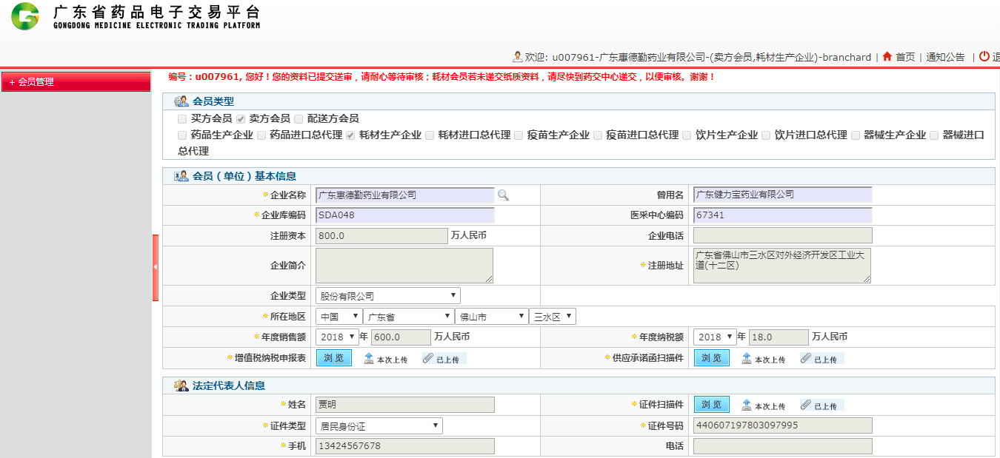 广东省药品电子交易平台
GONGDONG MEDICINE ELECTRONIC TRADING PLATFORM
欢迎: u007961-广东惠德勤药业有限公司-(卖方会员,耗材生产企业)-branchard | 首页 | 通知公告 | 退
+ 会员管理
编号：u007961, 您好！您的资料已提交送审，请耐心等待审核；耗材会员若未递交纸质资料，请尽快到药交中心递交，以便审核。谢谢！
会员类型
买方会员 卖方会员 配送方会员
药品生产企业 药品进口总代理 耗材生产企业 耗材进口总代理 疫苗生产企业 疫苗进口总代理 饮片生产企业 饮片进口总代理 器械生产企业 器械进口
总代理
会员（单位）基本信息
企业名称 广东惠德勤药业有限公司 曾用名 广东健力宝药业有限公司
企业库编码 SDA048 医采中心编码 67341
注册资本 800.0 万人民币 企业电话
企业简介 注册地址 广东省佛山市三水区对外经济开发区工业大
道(十二区)
企业类型 股份有限公司
所在地区 中国 广东省 佛山市 三水区
年度销售额 2018 年 600.0 万人民币 年度纳税额 2018 年 18.0 万人民币
增值税纳税申报表 浏 览 本次上传 已上传 供应承诺函扫描件 浏 览 本次上传 已上传
法定代表人信息
姓名 贾明 证件扫描件 浏 览 本次上传 已上传
证件类型 居民身份证 证件号码 440607197803097995
手机 13424567678 电话